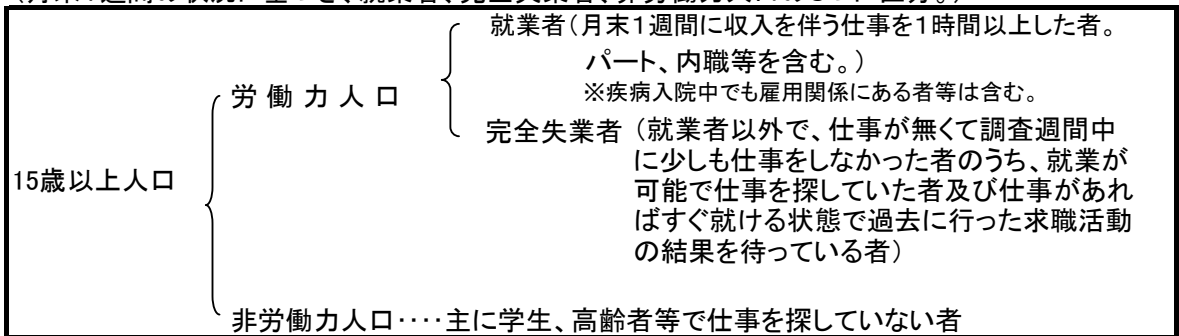 就業者（月末１週間に収入を伴う仕事を１時間以上した者。
パート、内職等を含む。）
労 働 力 人 口
※疾病入院中でも雇用関係にある者等は含む。
完全失業者 （就業者以外で、仕事が無くて調査週間中
に少しも仕事をしなかった者のうち、就業が
15歳以上人口
可能で仕事を探していた者及び仕事があれ
ばすぐ就ける状態で過去に行った求職活動
の結果を待っている者）
非労働力人口‥‥主に学生、高齢者等で仕事を探していない者